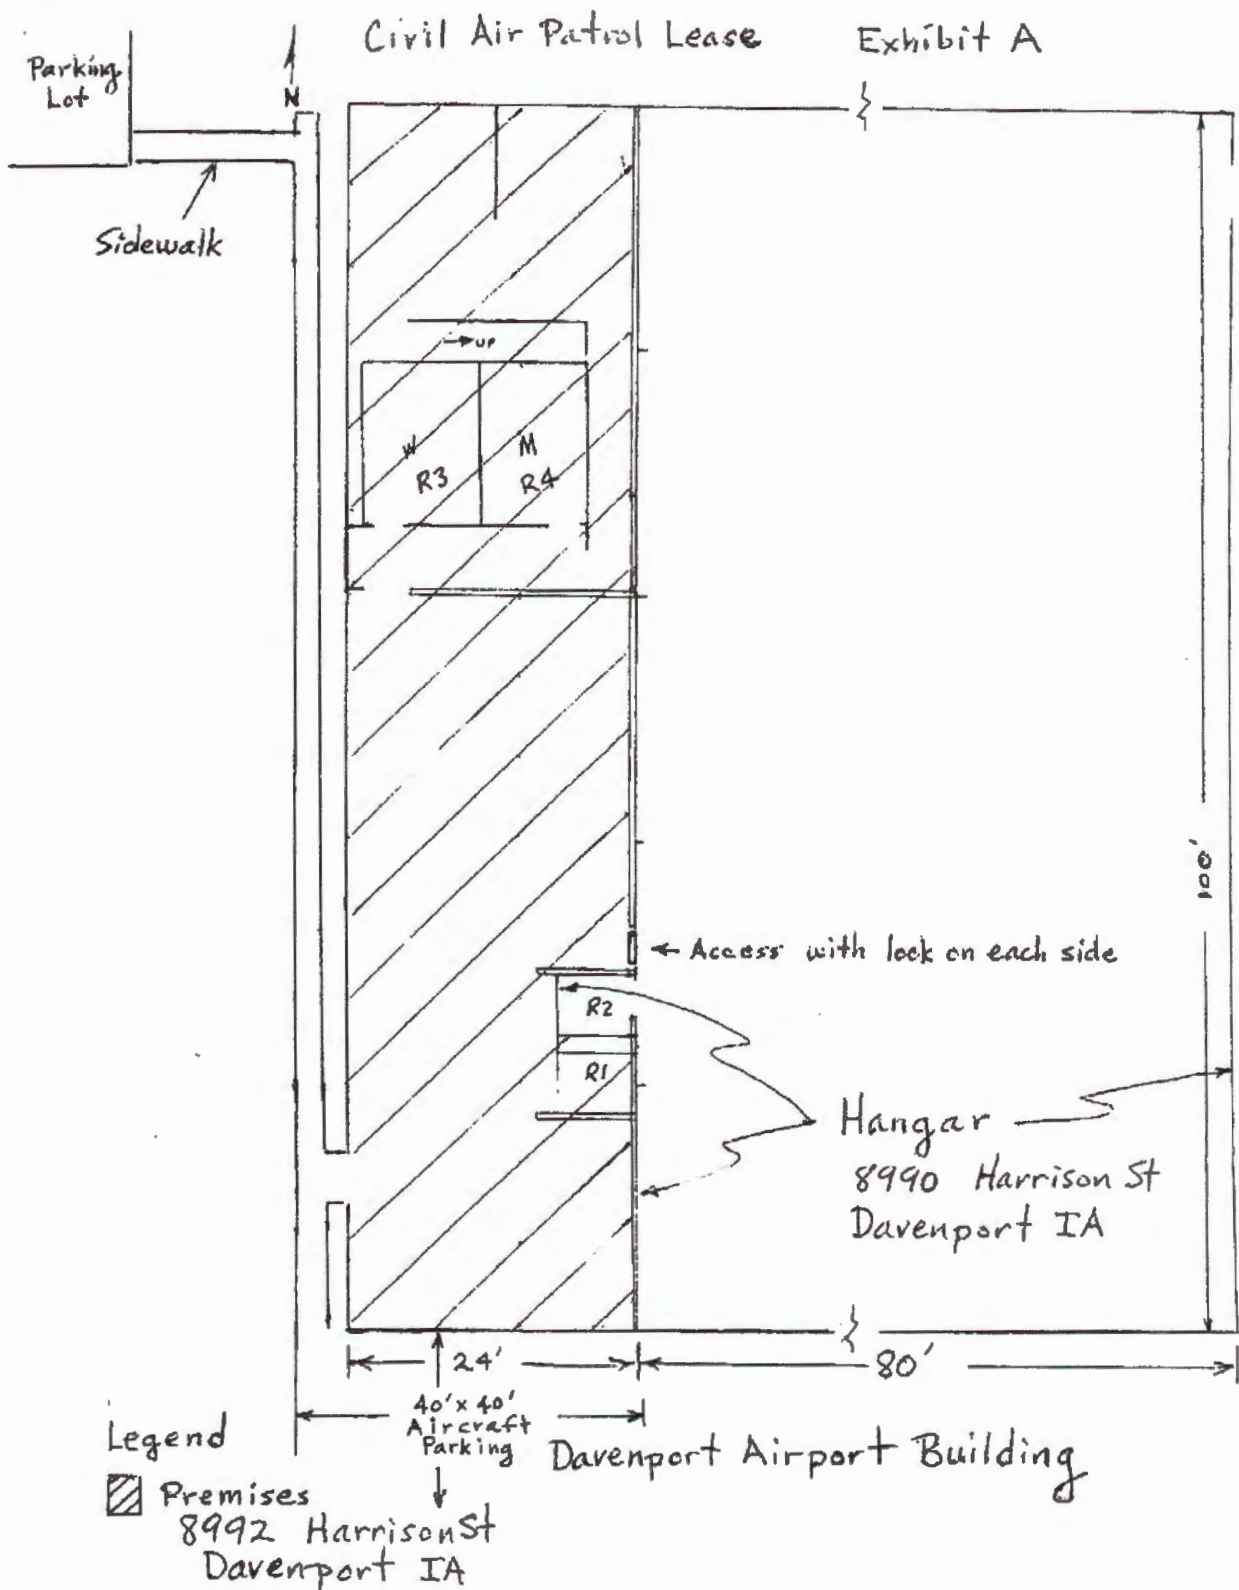 Civil Air Patrol Lease Exhibit A
Parking
Lot
N
Sidewalk
→ UP
W
R3
M
R4
100'
← Access with lock on each side
R2
R1
Hangar
8990 Harrison St
Davenport IA
24'
80'
40' x 40'
Aircraft
Parking
Davenport Airport Building
Legend
Premises
8992 Harrison St
Davenport IA